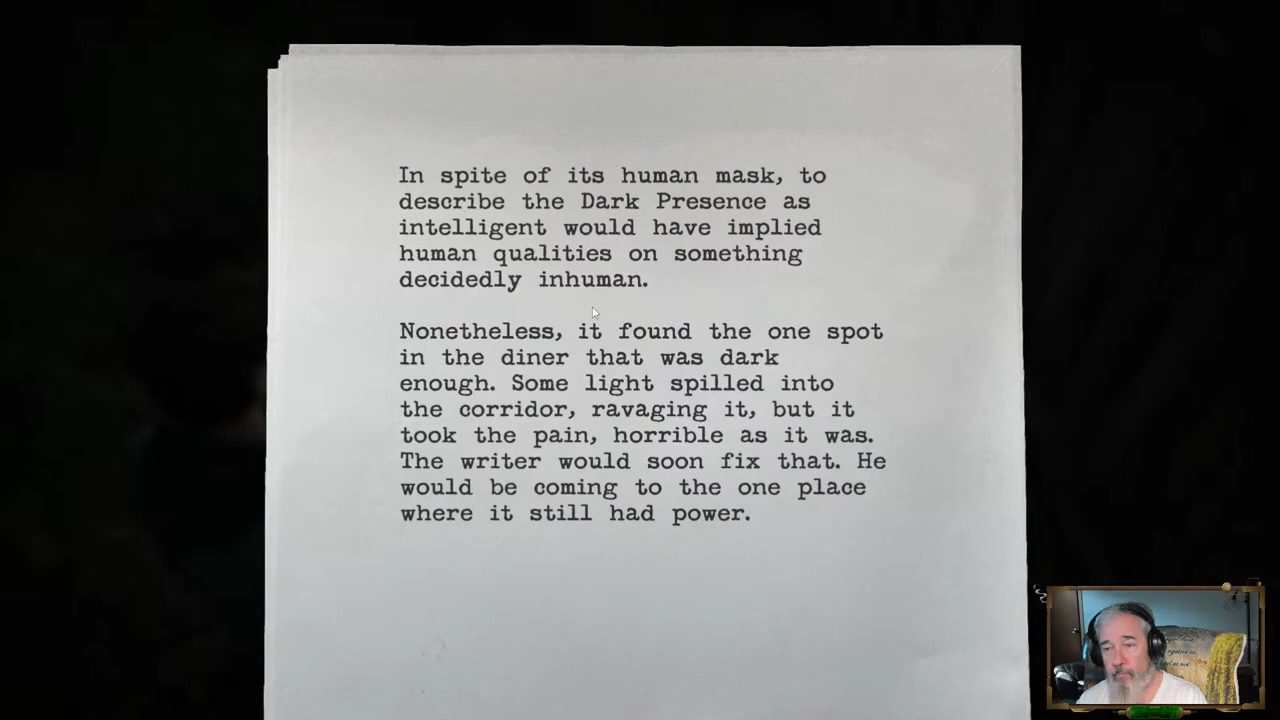 In spite of its human mask, to
describe the Dark Presence as
intelligent would have implied
human qualities on something
decidedly inhuman.
Nonetheless, it found the one spot
in the diner that was dark
enough. Some light spilled into
the corridor, ravaging it, but it
took the pain, horrible as it was.
The writer would soon fix that. He
would be coming to the one place
where it still had power.